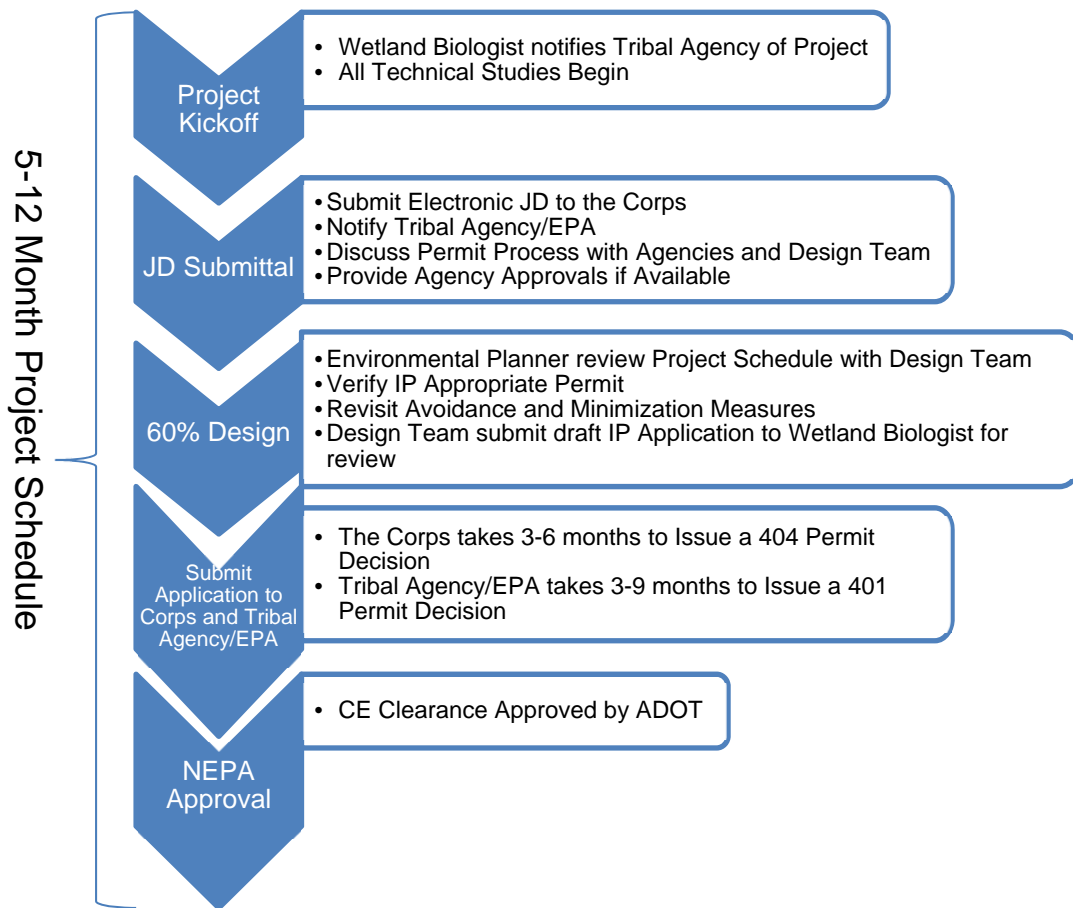 5-12 Month Project Schedule
Project
Kickoff
• Wetland Biologist notifies Tribal Agency of Project
• All Technical Studies Begin
JD Submittal
•Submit Electronic JD to the Corps
•Notify Tribal Agency/EPA
•Discuss Permit Process with Agencies and Design Team
•Provide Agency Approvals if Available
60% Design
•Environmental Planner review Project Schedule with Design Team
•Verify IP Appropriate Permit
•Revisit Avoidance and Minimization Measures
•Design Team submit draft IP Application to Wetland Biologist for
review
Submit
Application to
Corps and Tribal
Agency/EPA
• The Corps takes 3-6 months to Issue a 404 Permit
Decision
• Tribal Agency/EPA takes 3-9 months to Issue a 401
Permit Decision
NEPA
Approval
• CE Clearance Approved by ADOT